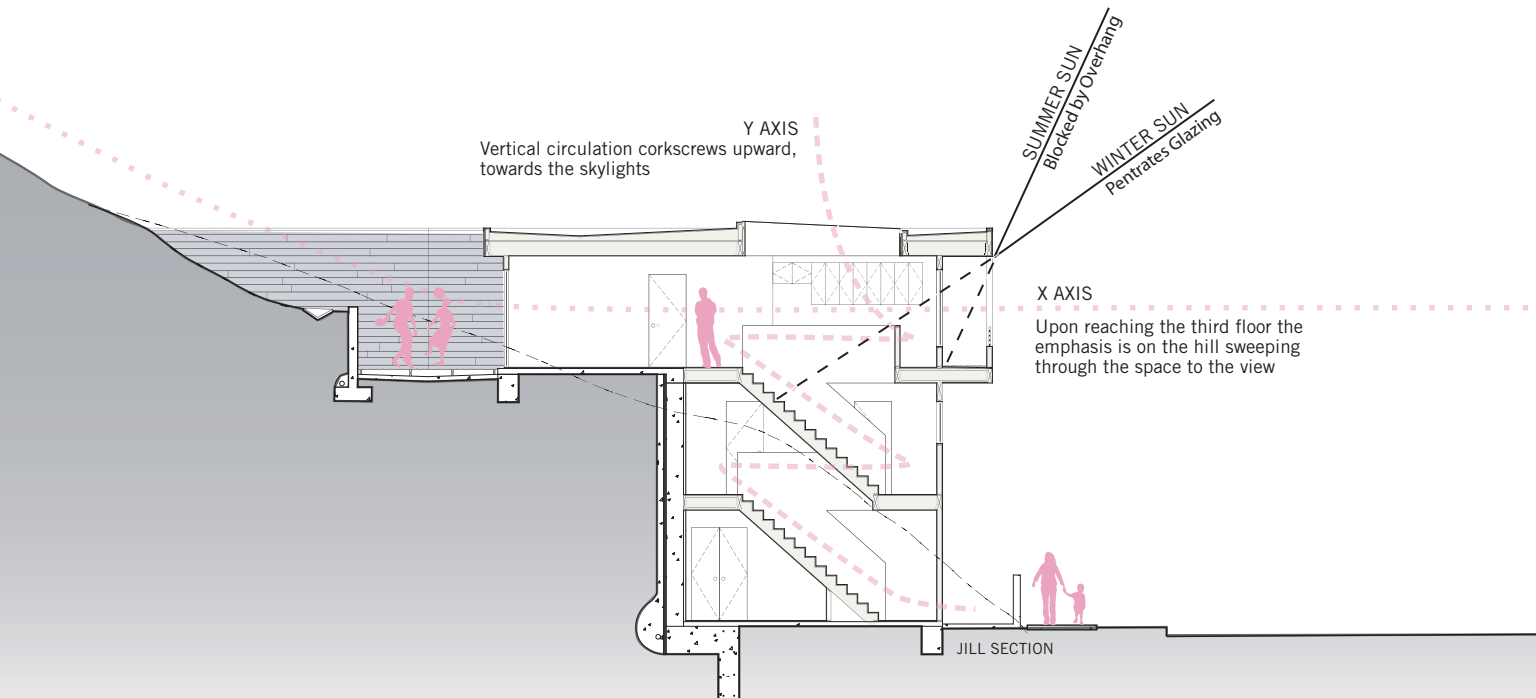 Y AXIS
Vertical circulation corkscrews upward,
towards the skylights
SUMMER SUN
Blocked by Overhang
WINTER SUN
Pentrates Glazing
X AXIS
Upon reaching the third floor the
emphasis is on the hill sweeping
through the space to the view
JILL SECTION